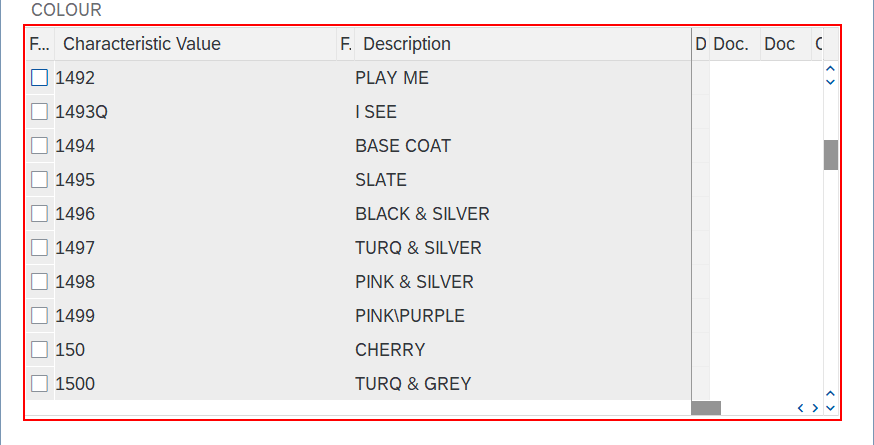 COLOUR
F... Characteristic Value F. Description D Doc. Doc
1492 PLAY ME
1493Q I SEE
1494 BASE COAT
1495 SLATE
1496 BLACK & SILVER
1497 TURQ & SILVER
1498 PINK & SILVER
1499 PINK\PURPLE
150 CHERRY
1500 TURQ & GREY